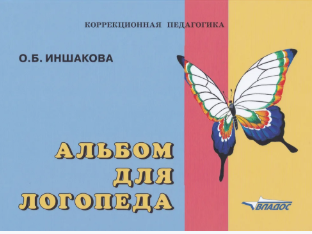 КОРРЕКЦИОННАЯ ПЕДАГОГИКА
О.Б. ИНШАКОВА
АЛЬБОМ
ДЛЯ
ЛОГОПЕДА
ВЛАДОС